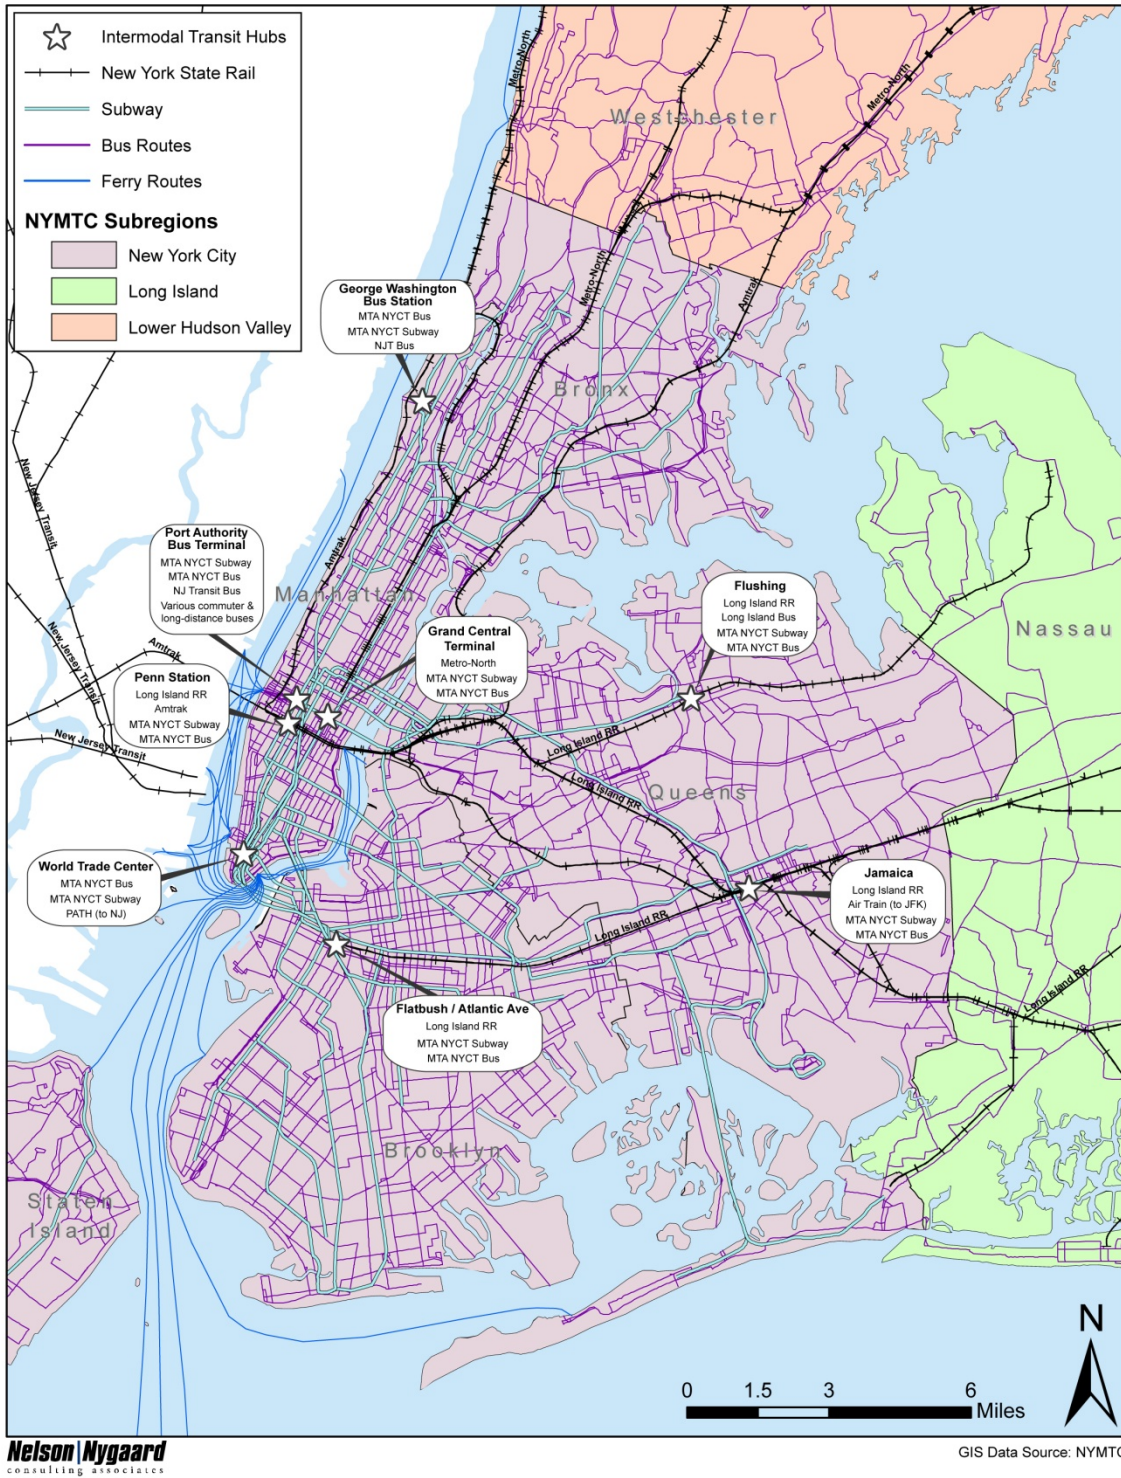 Intermodal Transit Hubs
New York State Rail
Subway
Bus Routes
Ferry Routes
NYMTC Subregions
New York City
Long Island
Lower Hudson Valley
Metro-North
Westchester
Metro-North
Metro-North
Amtrak
George Washington
Bus Station
MTA NYCT Bus
MTA NYCT Subway
NJT Bus
Bronx
New Jersey Transit
Port Authority
Bus Terminal
MTA NYCT Subway
MTA NYCT Bus
NJ Transit Bus
Various commuter &
long-distance buses
Amtrak
Manhattan
Grand Central
Terminal
Metro-North
MTA NYCT Subway
MTA NYCT Bus
Flushing
Long Island RR
Long Island Bus
MTA NYCT Subway
MTA NYCT Bus
Nassau
New Jersey Transit
Amtrak
Penn Station
Long Island RR
Amtrak
MTA NYCT Subway
MTA NYCT Bus
New Jersey Transit
Long Island RR
Long Island RR
Queens
World Trade Center
MTA NYCT Bus
MTA NYCT Subway
PATH (to NJ)
Jamaica
Long Island RR
Air Train (to JFK)
MTA NYCT Subway
MTA NYCT Bus
Long Island RR
Long Island RR
Flatbush / Atlantic Ave
Long Island RR
MTA NYCT Subway
MTA NYCT Bus
Brooklyn
Staten
Island
N
0 1.5 3 6
Miles
Nelson|Nygaard
consulting associates
GIS Data Source: NYMTC